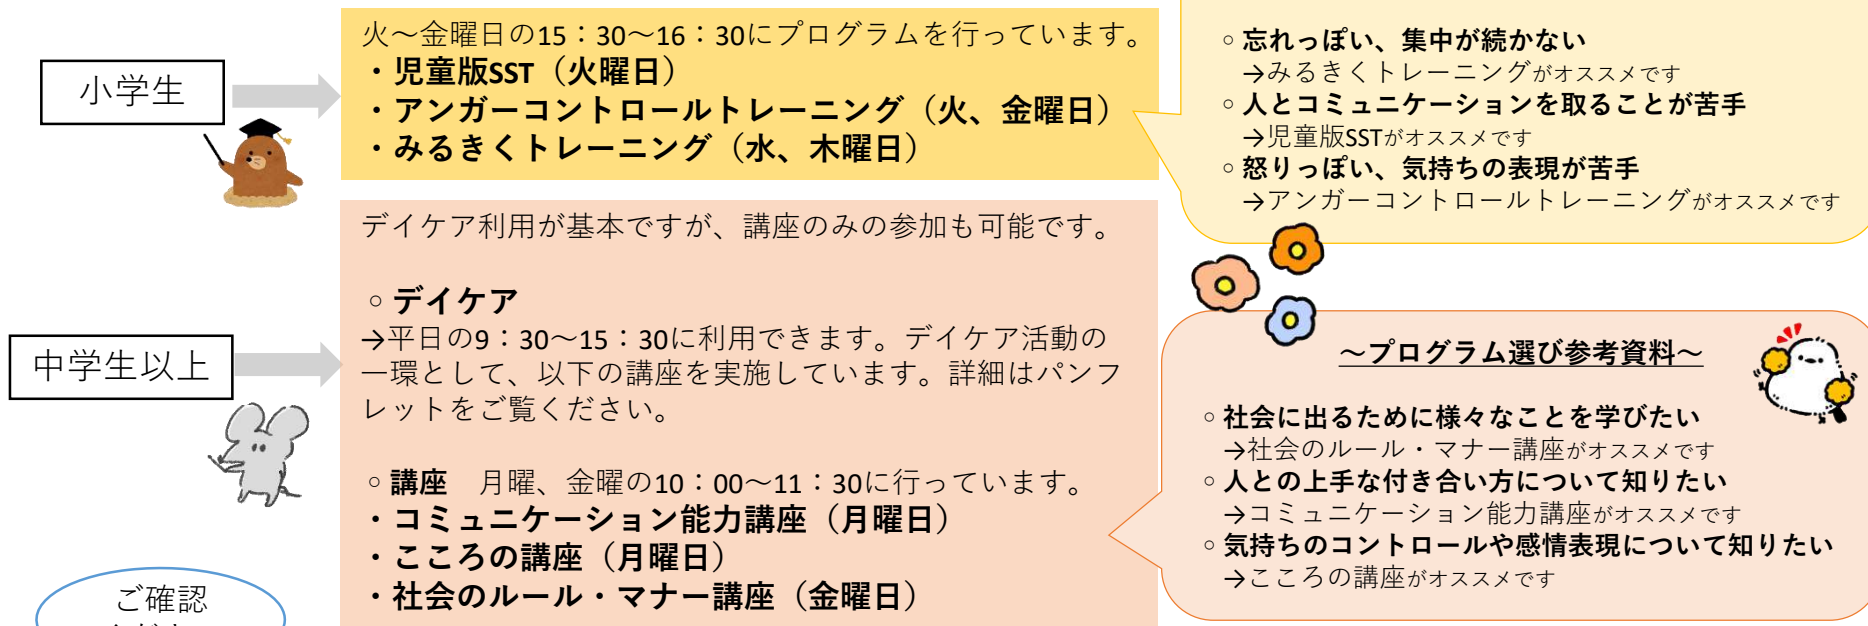 小学生
火～金曜日の15：30～16：30にプログラムを行っています。
・児童版SST（火曜日）
・アンガーコントロールトレーニング（火、金曜日）
・みるきくトレーニング（水、木曜日）
◦忘れっぽい、集中が続かない
→みるきくトレーニングがオススメです
◦人とコミュニケーションを取ることが苦手
→児童版SSTがオススメです
◦怒りっぽい、気持ちの表現が苦手
→アンガーコントロールトレーニングがオススメです
中学生以上
デイケア利用が基本ですが、講座のみの参加も可能です。
◦デイケア
→平日の9：30～15：30に利用できます。デイケア活動の
一環として、以下の講座を実施しています。詳細はパンフ
レットをご覧ください。
◦講座　月曜、金曜の10：00～11：30に行っています。
・コミュニケーション能力講座（月曜日）
・こころの講座（月曜日）
・社会のルール・マナー講座（金曜日）
～プログラム選び参考資料～
◦社会に出るために様々なことを学びたい
→社会のルール・マナー講座がオススメです
◦人との上手な付き合い方について知りたい
→コミュニケーション能力講座がオススメです
◦気持ちのコントロールや感情表現について知りたい
→こころの講座がオススメです
ご確認